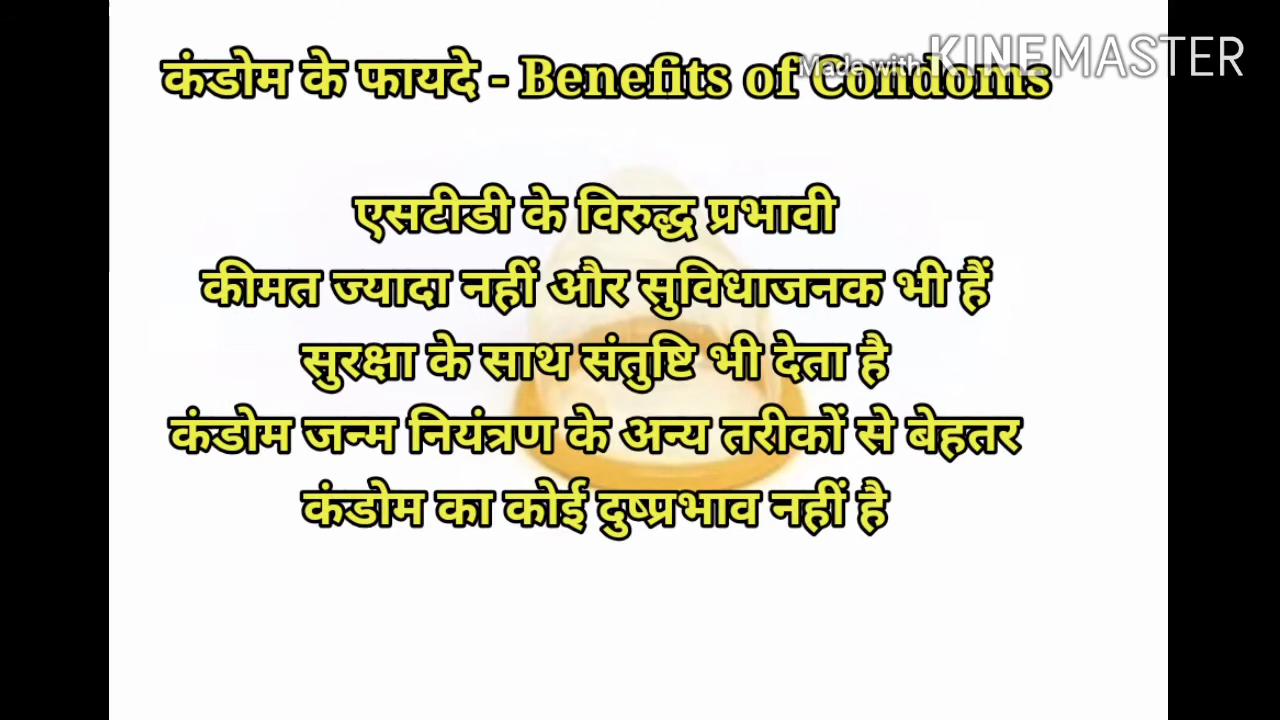 कंडोम के फायदे - Benefits of Condoms
Made with KINEMASTER
एसटीडी के विरुद्ध प्रभावी
कीमत ज्यादा नहीं और सुविधाजनक भी हैं
सुरक्षा के साथ संतुष्टि भी देता है
कंडोम जन्म नियंत्रण के अन्य तरीकों से बेहतर
कंडोम का कोई दुष्प्रभाव नहीं है